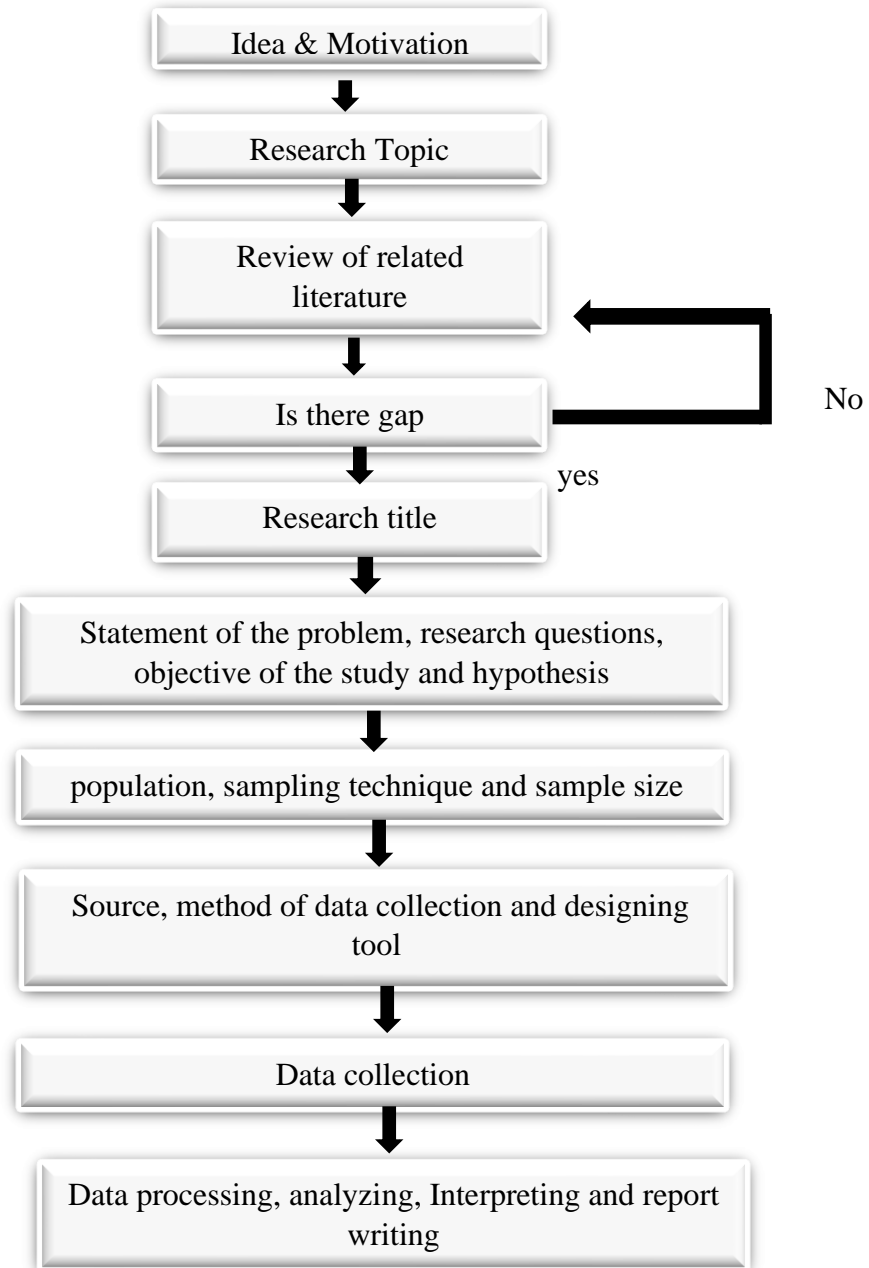 Idea & Motivation
Research Topic
Review of related
literature
Is there gap
No
yes
Research title
Statement of the problem, research questions,
objective of the study and hypothesis
population, sampling technique and sample size
Source, method of data collection and designing
tool
Data collection
Data processing, analyzing, Interpreting and report
writing